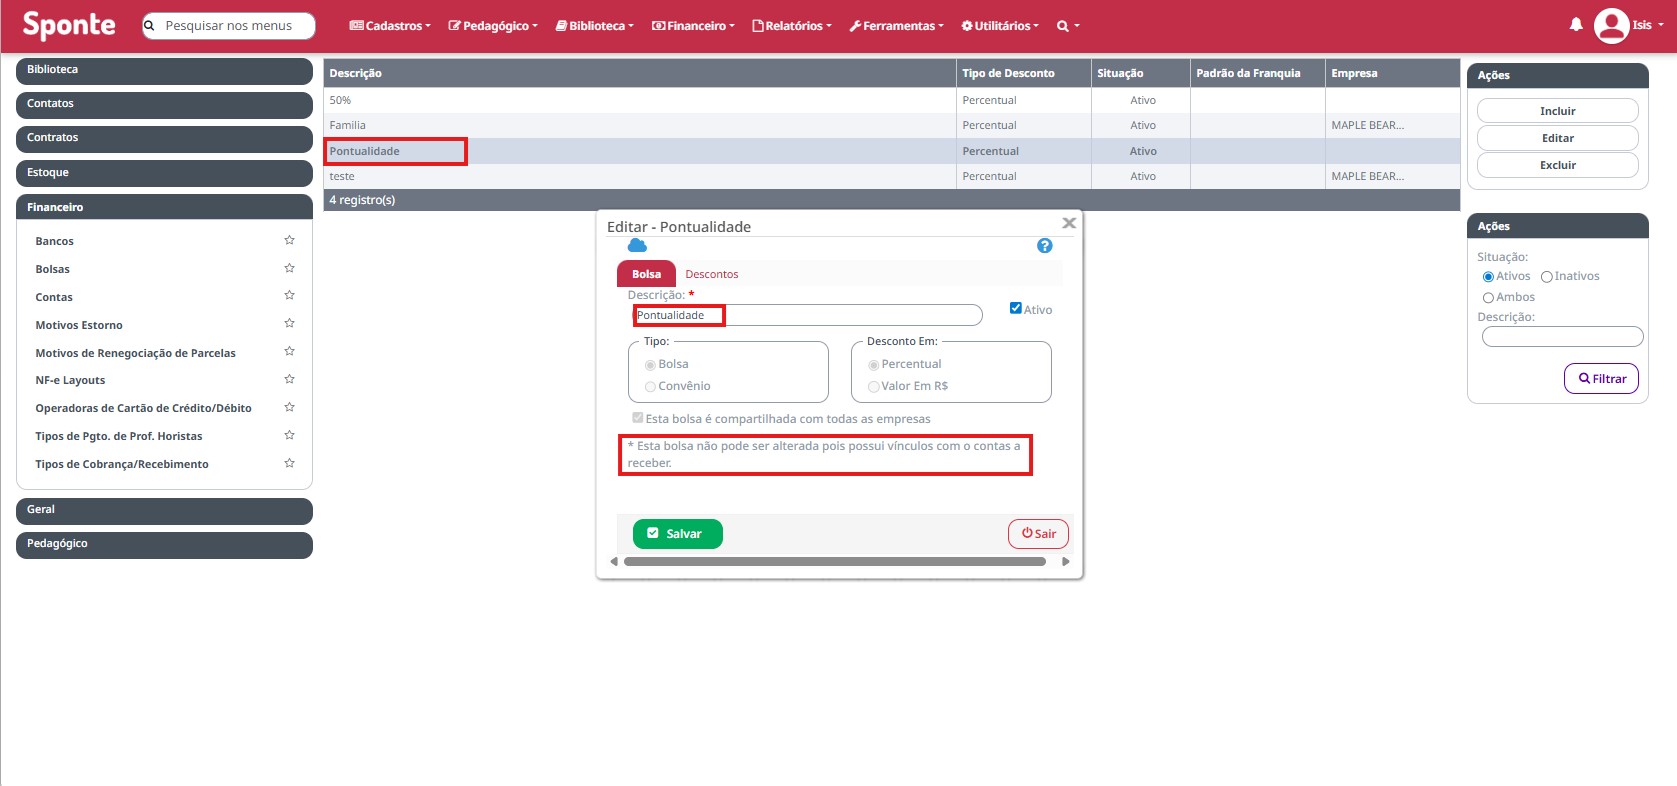 Sponte
Pesquisar nos menus
Cadastros
Pedagógico
Biblioteca
Financeiro
Relatórios
Ferramentas
Utilitários
Isis
Biblioteca
Contatos
Contratos
Estoque
Financeiro
Bancos
Bolsas
Contas
Motivos Estorno
Motivos de Renegociação de Parcelas
NF-e Layouts
Operadoras de Cartão de Crédito/Débito
Tipos de Pgto. de Prof. Horistas
Tipos de Cobrança/Recebimento
Geral
Pedagógico
Descrição Tipo de Desconto Situação Padrão da Franquia Empresa
50% Percentual Ativo
Familia Percentual Ativo MAPLE BEAR...
Pontualidade Percentual Ativo
teste Percentual Ativo MAPLE BEAR...
4 registro(s)
Editar - Pontualidade
Bolsa Descontos
Descrição: *
Pontualidade
Ativo
Tipo:
Bolsa
Convênio
Desconto Em:
Percentual
Valor Em R$
Esta bolsa é compartilhada com todas as empresas
* Esta bolsa não pode ser alterada pois possui vínculos com o contas a
receber.
Salvar
Sair
Ações
Incluir
Editar
Excluir
Ações
Situação:
Ativos Inativos
Ambos
Descrição:
Filtrar